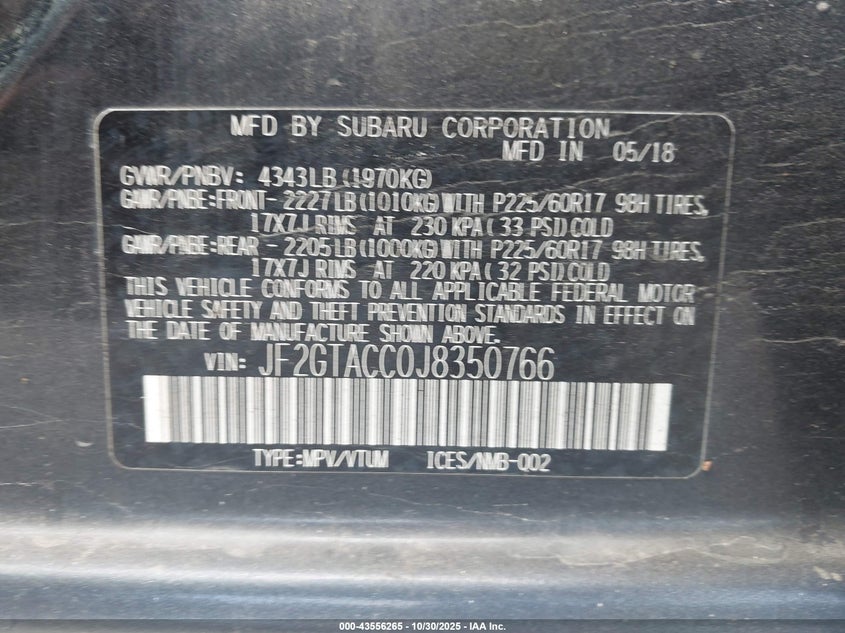 MFD BY SUBARU CORPORATION
MFD IN 05/18
GVWR/PNBV: 4343LB(1970KG)
GAWR/PNBE:FRONT- 2227LB(1010KG)WITH P225/60R17 98H TIRES,
17X7J RIMS AT 230 KPA( 33 PSI)COLD
GAWR/PNBE:REAR - 2205LB(1000KG)WITH P225/60R17 98H TIRES,
17X7J RIMS AT 220 KPA( 32 PSI)COLD
THIS VEHICLE CONFORMS TO ALL APPLICABLE FEDERAL MOTOR
VEHICLE SAFETY AND THEFT PREVENTION STANDARDS IN EFFECT ON
THE DATE OF MANUFACTURE SHOWN ABOVE.
VIN: JF2GTACC0J8350766
TYPE:MPV/VTUM ICES/NMB-002
000-43556265 - 10/30/2025 - IAA Inc.